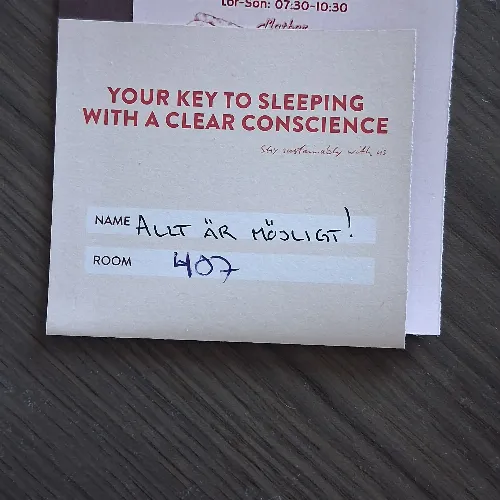 Lör-Sön: 07:30-10:30
YOUR KEY TO SLEEPING
WITH A CLEAR CONSCIENCE
Stay sustainably with us
NAME ALLT ÄR MÖJLIGT!
ROOM 407